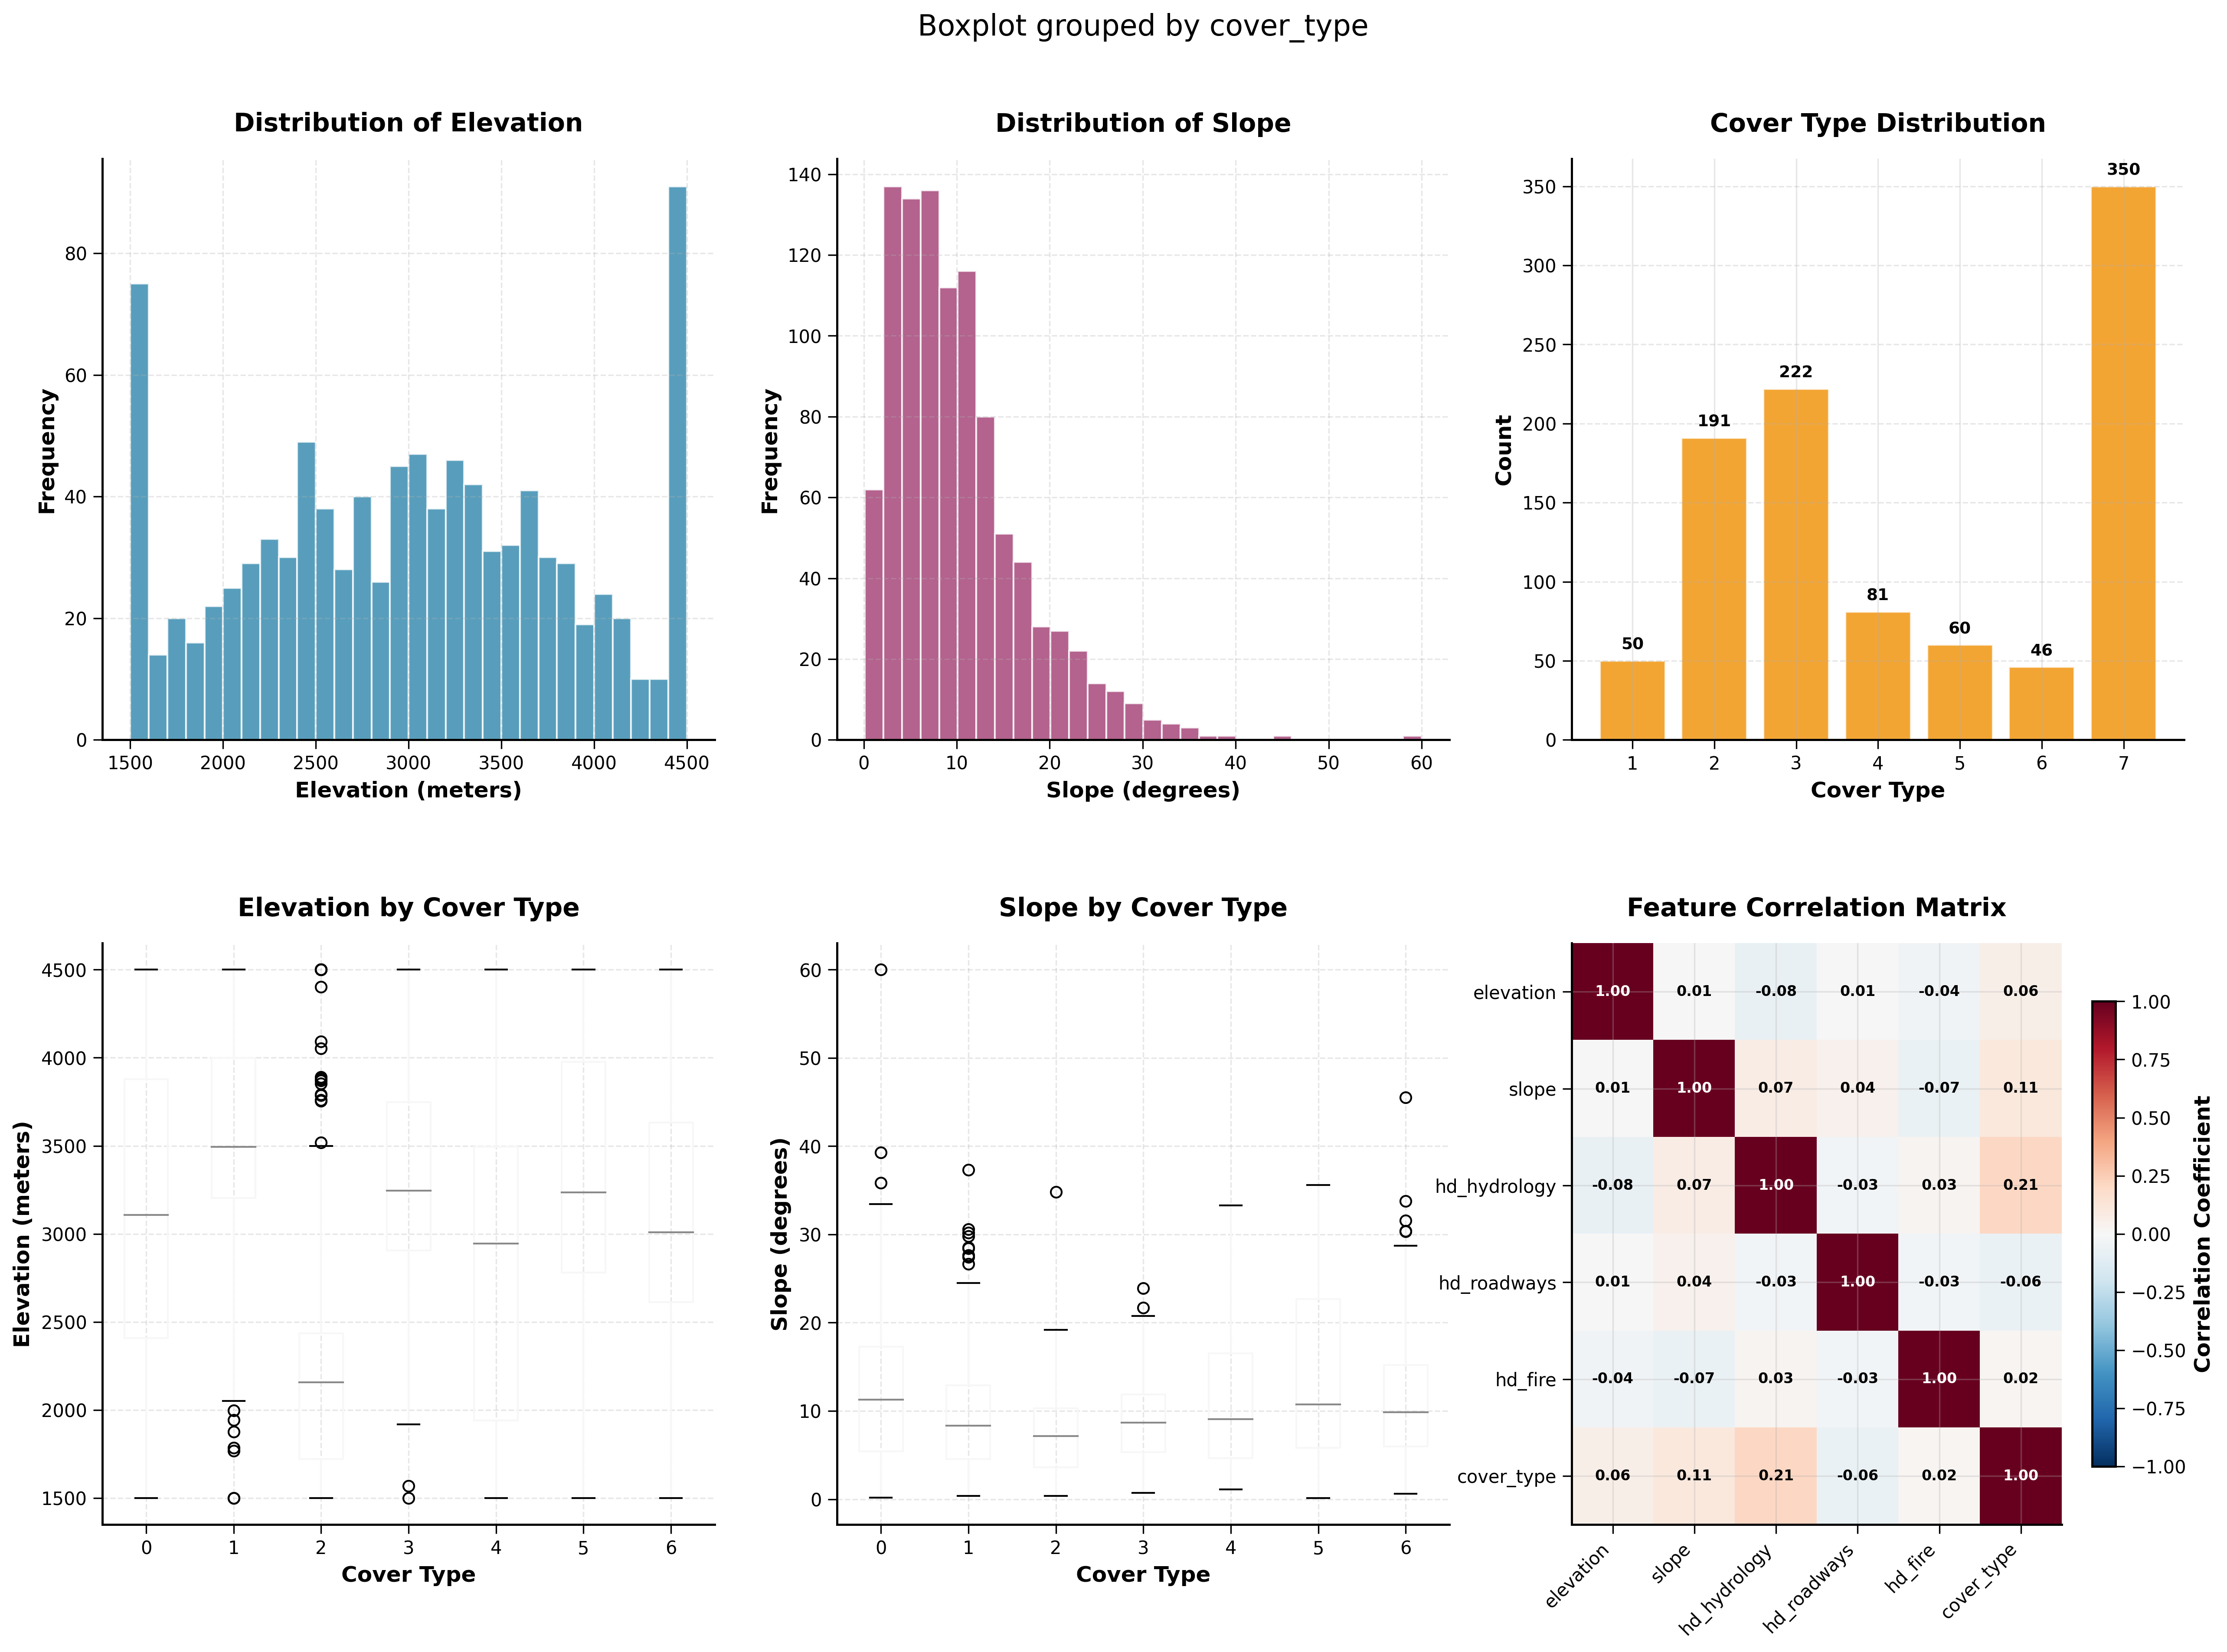 Boxplot grouped by cover_type
Distribution of Elevation
Frequency
80
60
40
20
0
1500 2000 2500 3000 3500 4000 4500
Elevation (meters)
Distribution of Slope
Frequency
140
120
100
80
60
40
20
0
0 10 20 30 40 50 60
Slope (degrees)
Cover Type Distribution
Count
350
300
250
200
150
100
50
0
50 191 222 81 60 46 350
1 2 3 4 5 6 7
Cover Type
Elevation by Cover Type
Elevation (meters)
4500
4000
3500
3000
2500
2000
1500
0 1 2 3 4 5 6
Cover Type
Slope by Cover Type
Slope (degrees)
60
50
40
30
20
10
0
0 1 2 3 4 5 6
Cover Type
Feature Correlation Matrix
elevation 1.00 0.01 -0.08 0.01 -0.04 0.06
slope 0.01 1.00 0.07 0.04 -0.07 0.11
hd_hydrology -0.08 0.07 1.00 -0.03 0.03 0.21
hd_roadways 0.01 0.04 -0.03 1.00 -0.03 -0.06
hd_fire -0.04 -0.07 0.03 -0.03 1.00 0.02
cover_type 0.06 0.11 0.21 -0.06 0.02 1.00
elevation slope hd_hydrology hd_roadways hd_fire cover_type
1.00
0.75
0.50
0.25
0.00
−0.25
−0.50
−0.75
−1.00
Correlation Coefficient